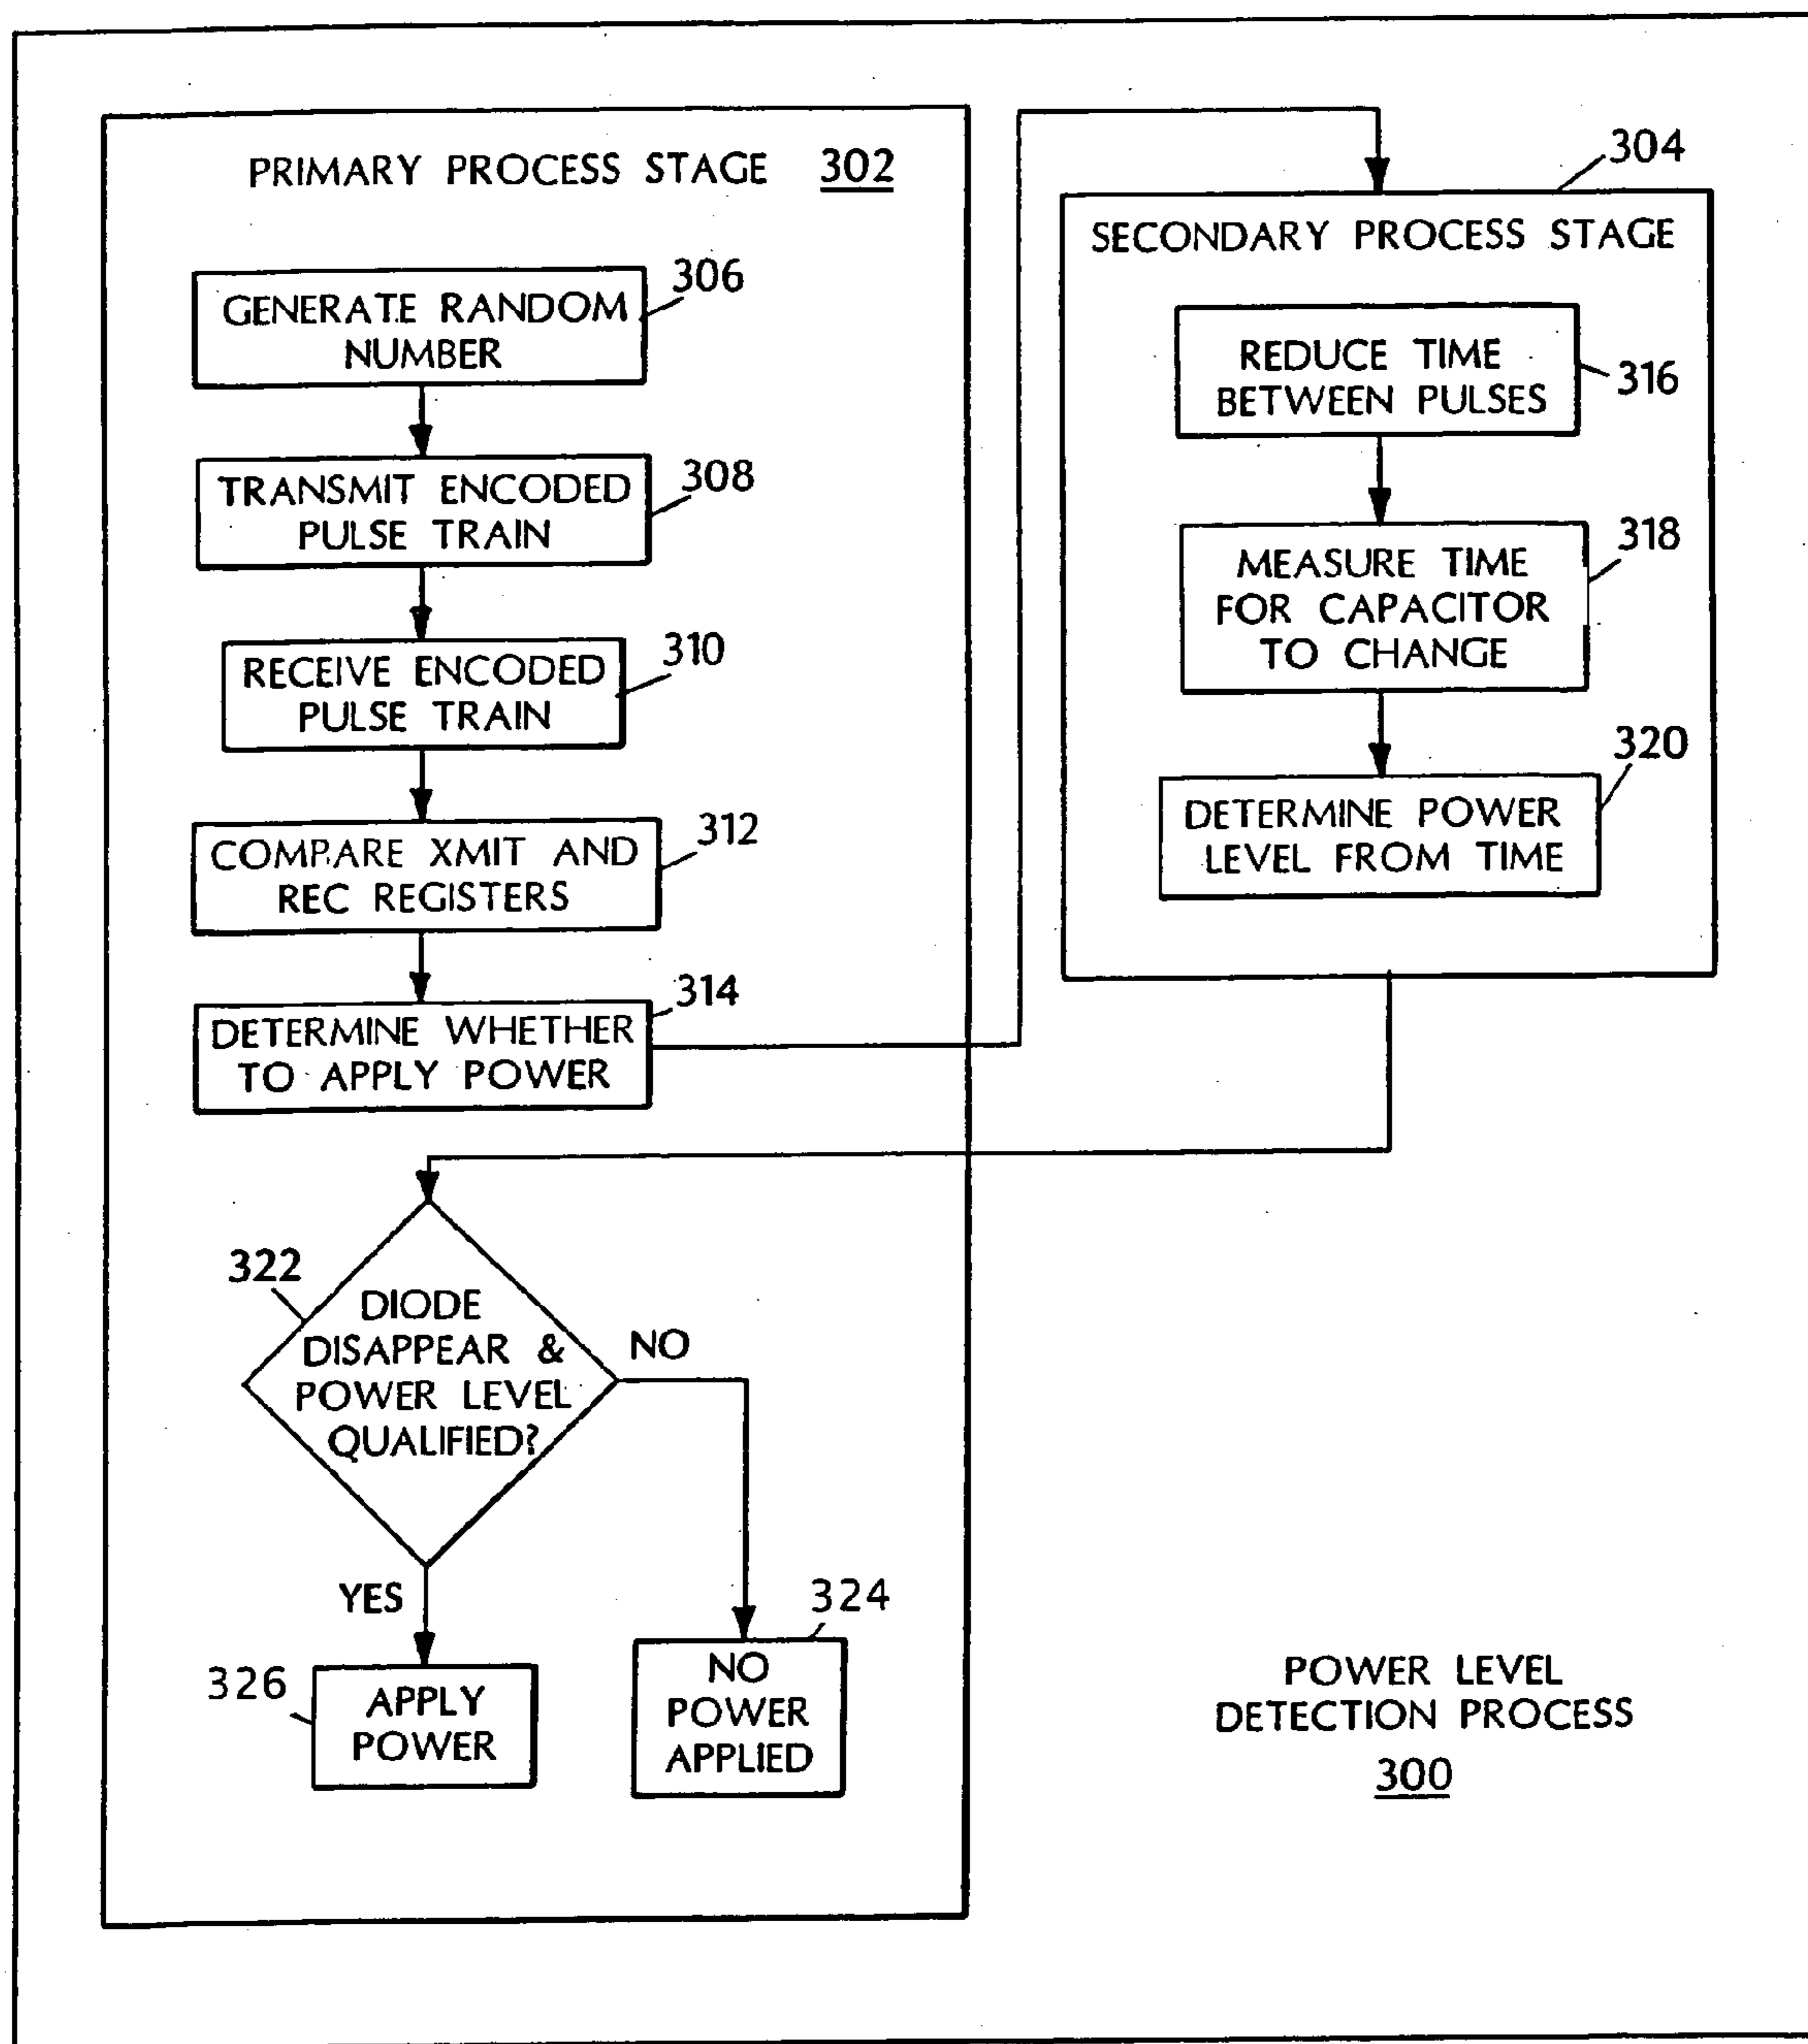 PRIMARY PROCESS STAGE 302
306
GENERATE RANDOM
NUMBER
308
TRANSMIT ENCODED
PULSE TRAIN
310
RECEIVE ENCODED
PULSE TRAIN
312
COMPARE XMIT AND
REC REGISTERS
314
DETERMINE WHETHER
TO APPLY POWER
304
SECONDARY PROCESS STAGE
REDUCE TIME
BETWEEN PULSES
316
318
MEASURE TIME
FOR CAPACITOR
TO CHANGE
320
DETERMINE POWER
LEVEL FROM TIME
322
DIODE
DISAPPEAR &
POWER LEVEL
QUALIFIED?
NO
YES
324
NO
POWER
APPLIED
326
APPLY
POWER
POWER LEVEL
DETECTION PROCESS
300